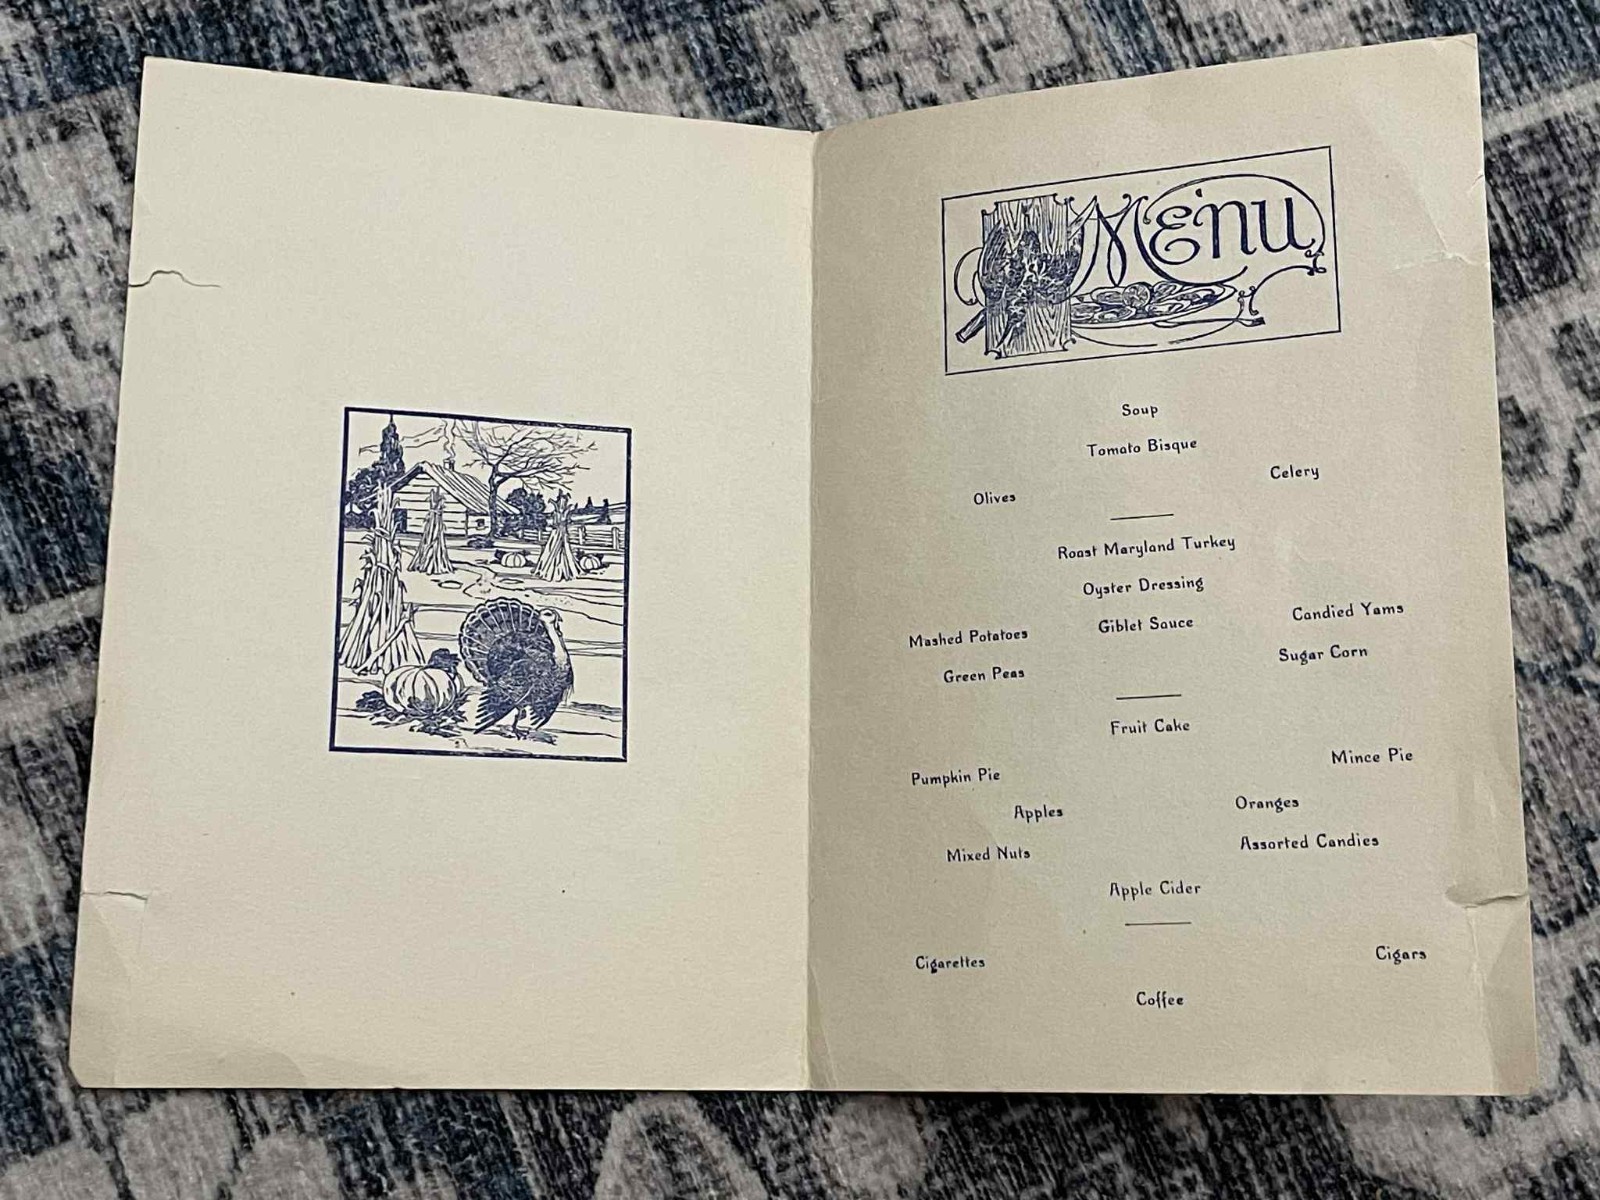 Menu
Soup
Tomato Bisque
Olives Celery
Roast Maryland Turkey
Oyster Dressing
Mashed Potatoes Giblet Sauce Candied Yams
Green Peas Sugar Corn
Fruit Cake
Pumpkin Pie Mince Pie
Apples Oranges
Mixed Nuts Assorted Candies
Apple Cider
Cigarettes Cigars
Coffee